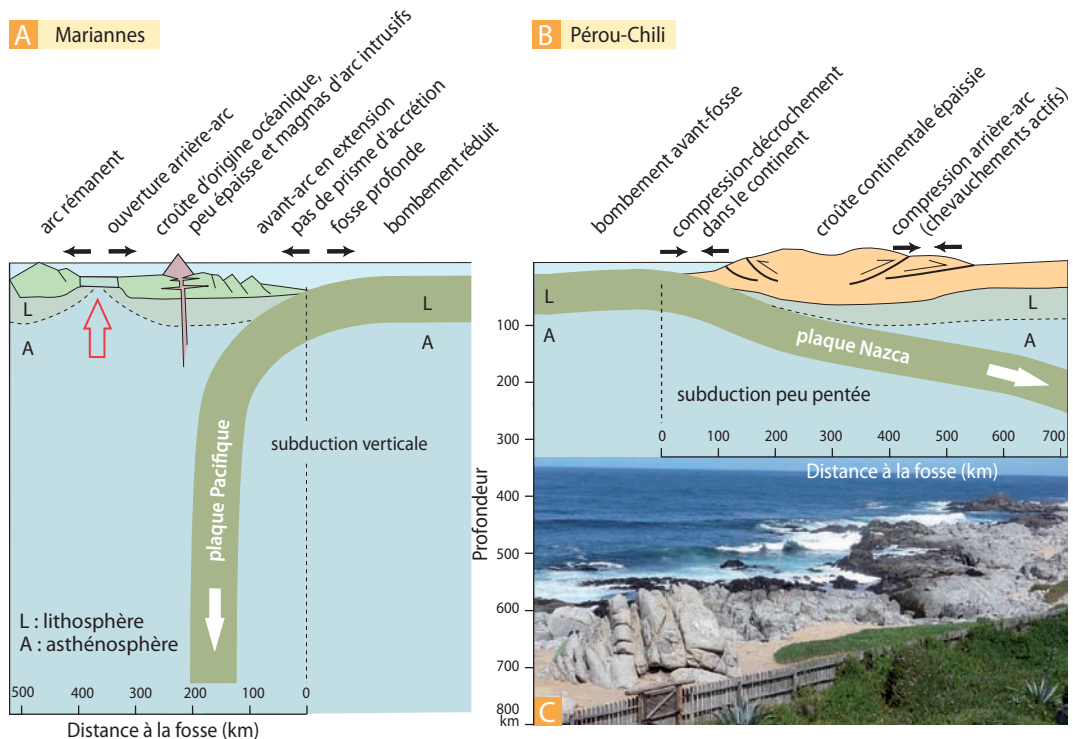 A Mariannes
arc rémanent
ouverture arrière-arc
croûte d'origine océanique,
peu épaisse et magmas d'arc intrusifs
avant-arc en extension
pas de prisme d'accrétion
fosse profonde
bombement réduit
L
A
L
A
plaque Pacifique
subduction verticale
L : lithosphère
A : asthénosphère
500 400 300 200 100 0
Distance à la fosse (km)
B Pérou-Chili
bombement avant-fosse
compression-décrochement
dans le continent
croûte continentale épaissie
compression arrière-arc
(chevauchements actifs)
L
A
L
A
plaque Nazca
subduction peu pentée
0 100 200 300 400 500 600 700
Distance à la fosse (km)
Profondeur
100
200
300
400
500
600
700
800
km
C